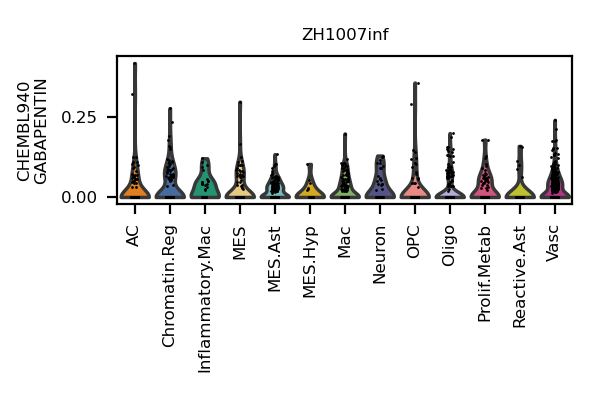 ZH1007inf
CHEMBL940
GABAPENTIN
0.25
0.00
AC
Chromatin.Reg
Inflammatory.Mac
MES
MES.Ast
MES.Hyp
Mac
Neuron
OPC
Oligo
Prolif.Metab
Reactive.Ast
Vasc